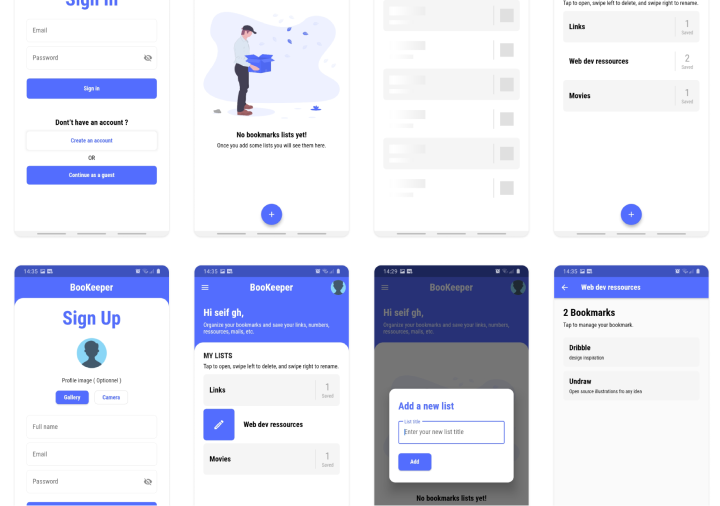 Sign In
Email
Password
Sign in
Dont't have an account ?
Create an account
OR
Continue as a guest
No bookmarks lists yet!
Once you add some lists you will see them here.
+
Tap to open, swipe left to delete, and swipe right to rename.
Links
1
Saved
Web dev ressources
2
Saved
Movies
1
Saved
+
14:35
BooKeeper
Sign Up
Profile image ( Optionnel )
Gallery
Camera
Full name
Email
Password
14:35
BooKeeper
Hi seif gh,
Organize your bookmarks and save your links, numbers,
ressources, mails, etc.
MY LISTS
Tap to open, swipe left to delete, and swipe right to rename.
Links
1
Saved
Web dev ressources
Movies
1
Saved
14:29
BooKeeper
Hi seif gh,
Organize your bookmarks and save your links, numbers,
ressources, mails, etc.
Add a new list
List title
Enter your new list title
Add
No bookmarks lists yet!
14:35
Web dev ressources
2 Bookmarks
Tap to manage your bookmark.
Dribble
design inspiration
Undraw
Open source illustrations fro any idea